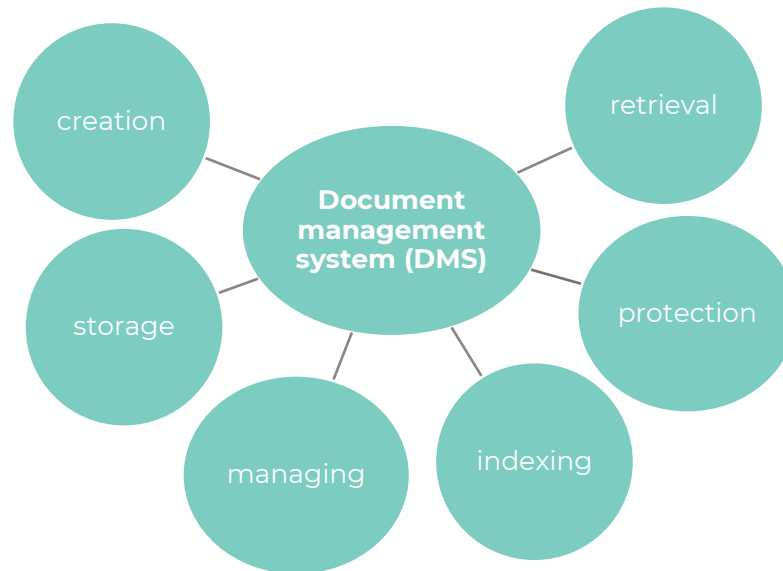 creation
retrieval
Document
management
system (DMS)
storage
protection
managing
indexing